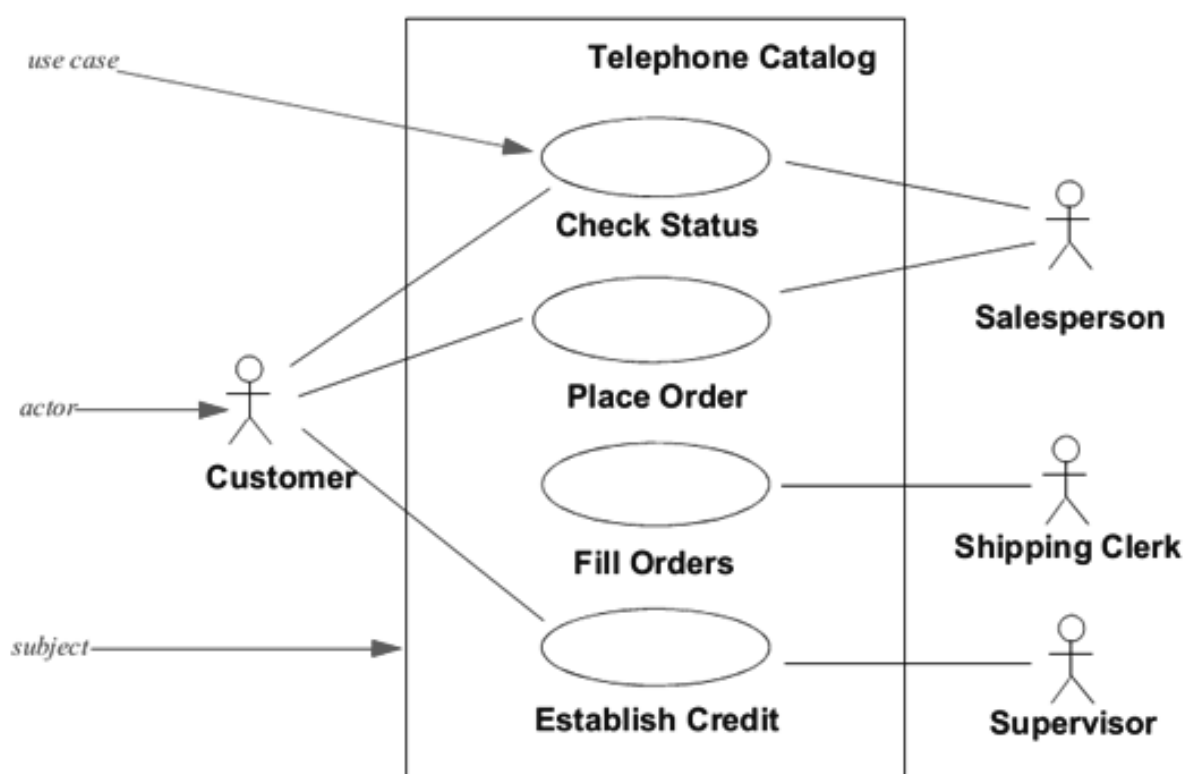 use case
Telephone Catalog
Check Status
Salesperson
Place Order
actor
Customer
Fill Orders
Shipping Clerk
subject
Establish Credit
Supervisor